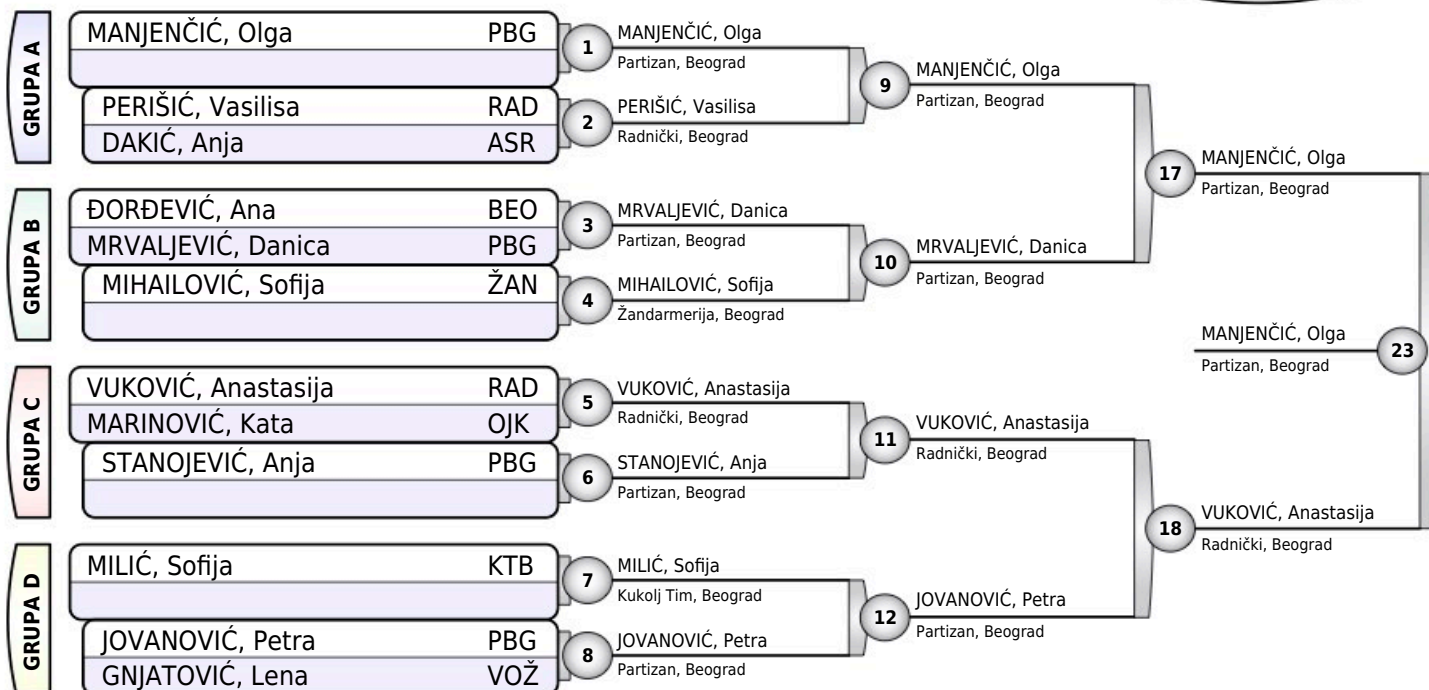 GRUPA A
MANJENČIĆ, Olga PBG
PERIŠIĆ, Vasilisa RAD
DAKIĆ, Anja ASR
GRUPA B
ĐORĐEVIĆ, Ana BEO
MRVALJEVIĆ, Danica PBG
MIHAILOVIĆ, Sofija ŽAN
GRUPA C
VUKOVIĆ, Anastasija RAD
MARINOVIĆ, Kata OJK
STANOJEVIĆ, Anja PBG
GRUPA D
MILIĆ, Sofija KTB
JOVANOVIĆ, Petra PBG
GNJATOVIĆ, Lena VOŽ
1
MANJENČIĆ, Olga
Partizan, Beograd
2
PERIŠIĆ, Vasilisa
Radnički, Beograd
3
MRVALJEVIĆ, Danica
Partizan, Beograd
4
MIHAILOVIĆ, Sofija
Žandarmerija, Beograd
5
VUKOVIĆ, Anastasija
Radnički, Beograd
6
STANOJEVIĆ, Anja
Partizan, Beograd
7
MILIĆ, Sofija
Kukolj Tim, Beograd
8
JOVANOVIĆ, Petra
Partizan, Beograd
9
MANJENČIĆ, Olga
Partizan, Beograd
10
MRVALJEVIĆ, Danica
Partizan, Beograd
11
VUKOVIĆ, Anastasija
Radnički, Beograd
12
JOVANOVIĆ, Petra
Partizan, Beograd
17
MANJENČIĆ, Olga
Partizan, Beograd
18
VUKOVIĆ, Anastasija
Radnički, Beograd
MANJENČIĆ, Olga
Partizan, Beograd
23